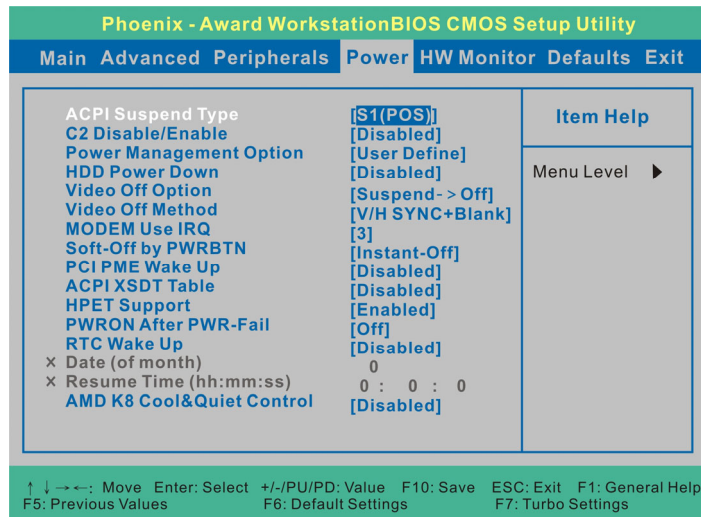 Phoenix - Award WorkstationBIOS CMOS Setup Utility
Main Advanced Peripherals Power HW Monitor Defaults Exit
ACPI Suspend Type [S1(POS)]
C2 Disable/Enable [Disabled]
Power Management Option [User Define]
HDD Power Down [Disabled]
Video Off Option [Suspend->Off]
Video Off Method [V/H SYNC+Blank]
MODEM Use IRQ [3]
Soft-Off by PWRBTN [Instant-Off]
PCI PME Wake Up [Disabled]
ACPI XSDT Table [Disabled]
HPET Support [Enabled]
PWRON After PWR-Fail [Off]
RTC Wake Up [Disabled]
× Date (of month) 0
× Resume Time (hh:mm:ss) 0 : 0 : 0
AMD K8 Cool&Quiet Control [Disabled]
Item Help
Menu Level ▶
↑↓→←: Move Enter: Select +/-/PU/PD: Value F10: Save ESC: Exit F1: General Help
F5: Previous Values F6: Default Settings F7: Turbo Settings